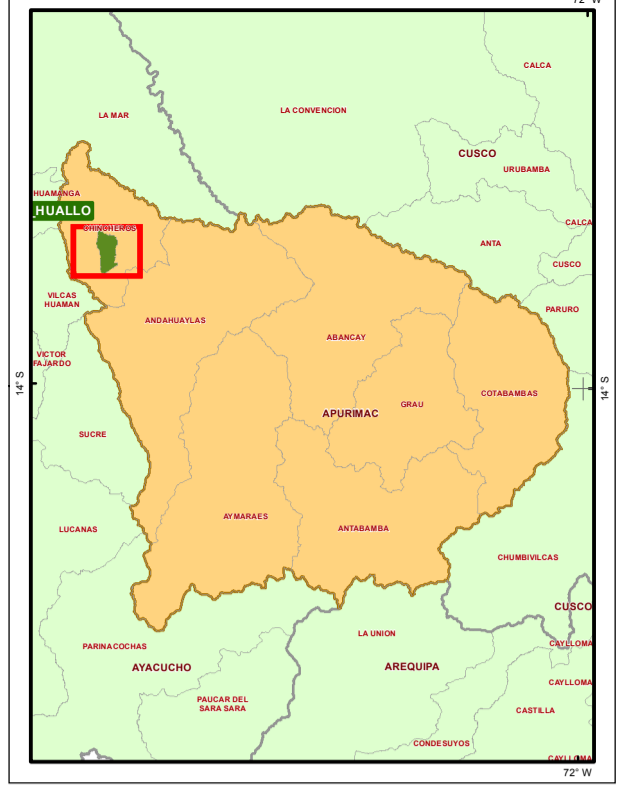 72° W
CALCA
LA CONVENCION
LA MAR
CUSCO
URUBAMBA
HUAMANGA
HUALLO
CALCA
CHINCHEROS
ANTA
CUSCO
VILCAS
HUAMAN
PARURO
ANDAHUAYLAS
ABANCAY
VICTOR
FAJARDO
14° S
14° S
COTABAMBAS
GRAU
APURIMAC
SUCRE
AYMARAES
ANTABAMBA
LUCANAS
CHUMBIVILCAS
CUSCO
LA UNION
CAYLLOMA
PARINACOCHAS
AYACUCHO
AREQUIPA
CAYLLOMA
PAUCAR DEL
SARA SARA
CASTILLA
CONDESUYOS
CAYLLOMA
72° W